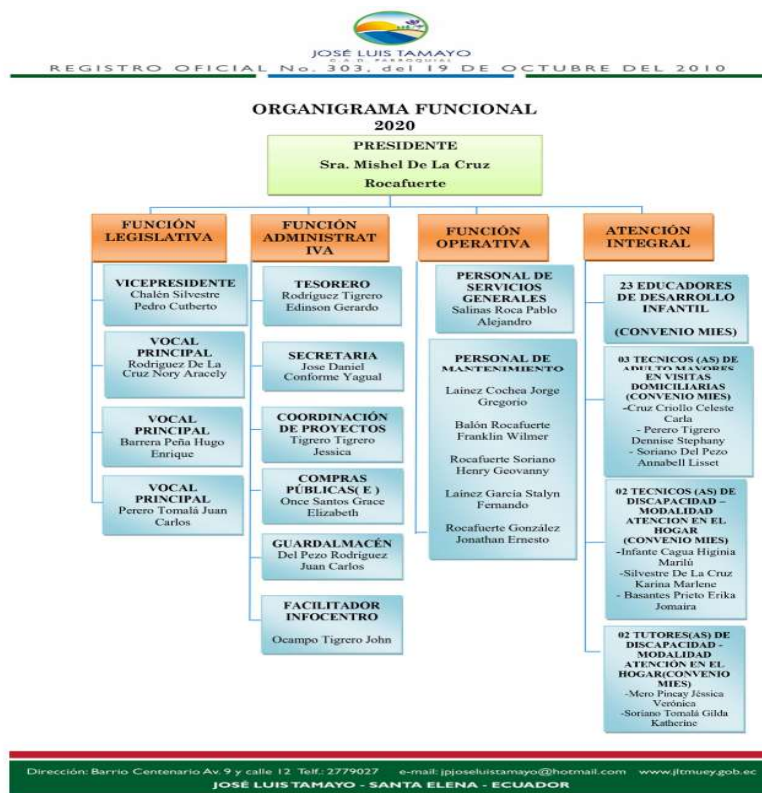 JOSÉ LUIS TAMAYO
G.A.D. PARROQUIAL
REGISTRO OFICIAL No. 303, del 19 DE OCTUBRE DEL 2010
ORGANIGRAMA FUNCIONAL
2020
PRESIDENTE
Sra. Mishel De La Cruz
Rocafuerte
FUNCIÓN
LEGISLATIVA
VICEPRESIDENTE
Chalén Silvestre
Pedro Cutberto
VOCAL
PRINCIPAL
Rodriguez De La
Cruz Nory Aracely
VOCAL
PRINCIPAL
Barrera Peña Hugo
Enrique
VOCAL
PRINCIPAL
Perero Tomalá Juan
Carlos
FUNCIÓN
ADMINISTRAT
IVA
TESORERO
Rodríguez Tigrero
Edinson Gerardo
SECRETARIA
Jose Daniel
Conforme Yagual
COORDINACIÓN
DE PROYECTOS
Tigrero Tigrero
Jessica
COMPRAS
PÚBLICAS( E )
Once Santos Grace
Elizabeth
GUARDALMACÉN
Del Pezo Rodríguez
Juan Carlos
FACILITADOR
INFOCENTRO
Ocampo Tigrero John
FUNCIÓN
OPERATIVA
PERSONAL DE
SERVICIOS
GENERALES
Salinas Roca Pablo
Alejandro
PERSONAL DE
MANTENIMIENTO
Laínez Cochea Jorge
Gregorio
Balón Rocafuerte
Franklin Wilmer
Rocafuerte Soriano
Henry Geovanny
Laínez García Stalyn
Fernando
Rocafuerte González
Jonathan Ernesto
ATENCIÓN
INTEGRAL
23 EDUCADORES
DE DESARROLLO
INFANTIL
(CONVENIO MIES)
03 TECNICOS (AS) DE
ADULTO MAYORES
EN VISITAS
DOMICILIARIAS
(CONVENIO MIES)
-Cruz Criollo Celeste
Carla
- Perero Tigrero
Dennise Stephany
- Soriano Del Pezo
Annabell Lisset
02 TECNICOS (AS) DE
DISCAPACIDAD –
MODALIDAD
ATENCION EN EL
HOGAR
(CONVENIO MIES)
-Infante Cagua Higinia
Marilú
-Silvestre De La Cruz
Karina Marlene
- Basantes Prieto Erika
Jomaira
02 TUTORES(AS) DE
DISCAPACIDAD -
MODALIDAD
ATENCIÓN EN EL
HOGAR(CONVENIO
MIES)
-Mero Pincay Jéssica
Verónica
-Soriano Tomalá Gilda
Katherine
Dirección: Barrio Centenario Av. 9 y calle 12 Telf.: 2779027 e-mail: jpjoseluistamayo@hotmail.com www.jltmuey.gob.ec
JOSÉ LUIS TAMAYO - SANTA ELENA - ECUADOR